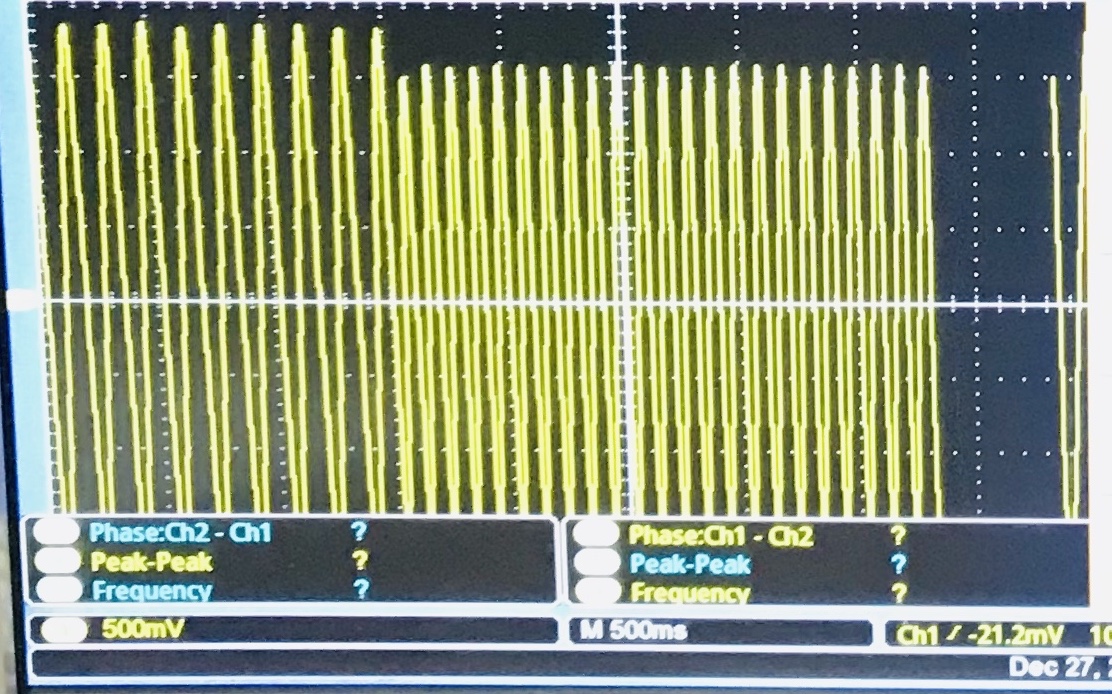 Phase:Ch2 - Ch1 ?
Peak-Peak ?
Frequency ?
Phase:Ch1 - Ch2 ?
Peak-Peak ?
Frequency ?
500mV
M 500ms
Ch1 / -21.2mV 10
Dec 27,